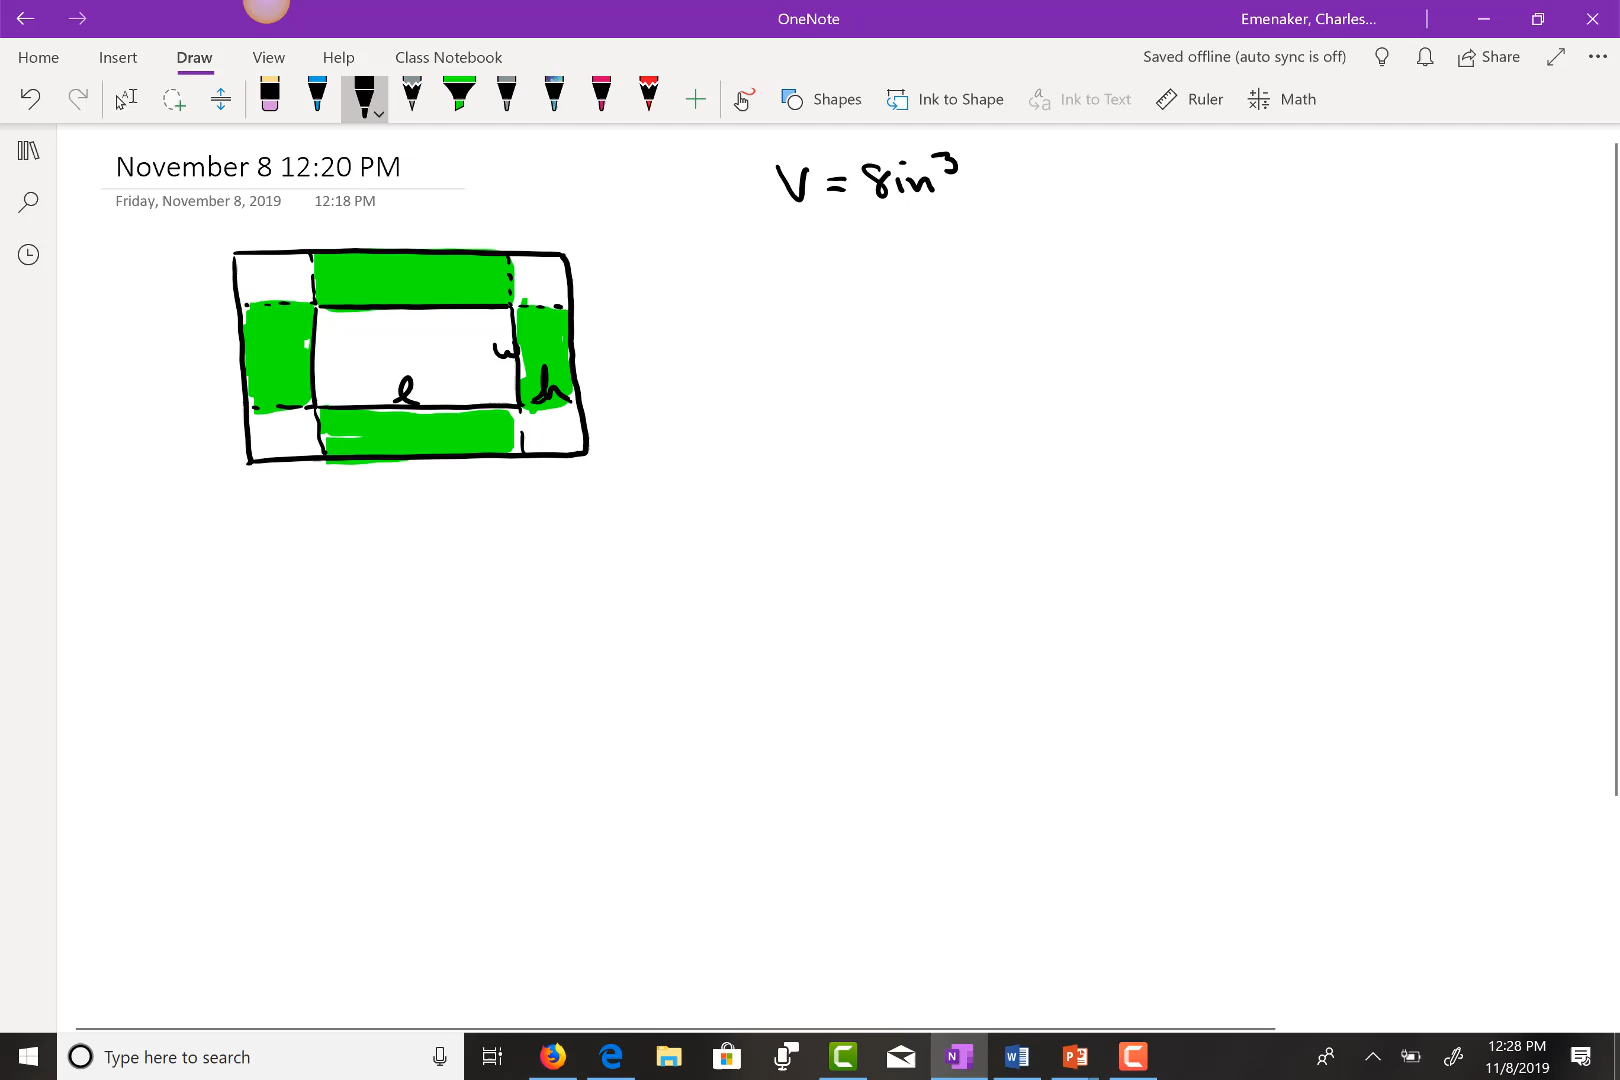 OneNote
Emenaker, Charles...
Home Insert Draw View Help Class Notebook
Saved offline (auto sync is off) Share
Shapes Ink to Shape Ink to Text Ruler Math
November 8 12:20 PM
Friday, November 8, 2019 12:18 PM
V = 8in³
w
l
h
Type here to search
12:28 PM
11/8/2019